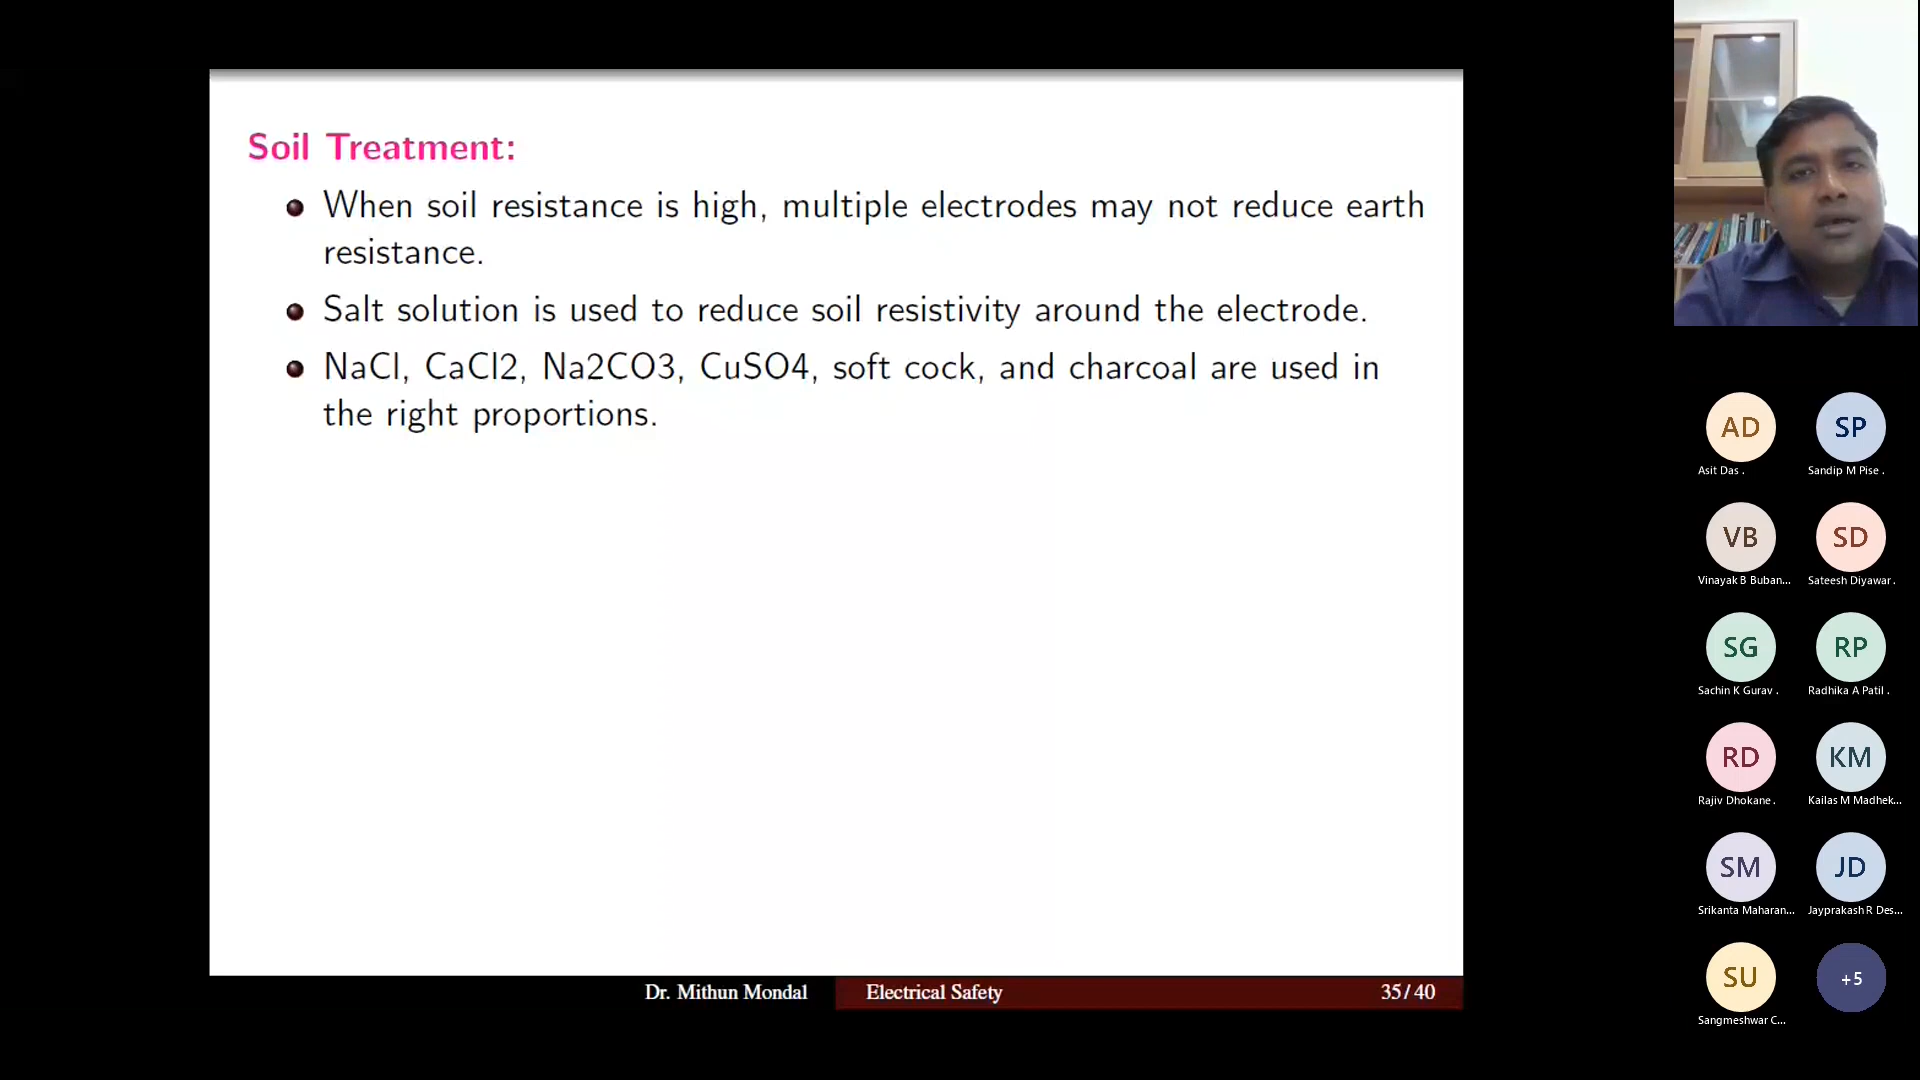 Soil Treatment:
When soil resistance is high, multiple electrodes may not reduce earth
resistance.
Salt solution is used to reduce soil resistivity around the electrode.
NaCl, CaCl2, Na2CO3, CuSO4, soft cock, and charcoal are used in
the right proportions.
Dr. Mithun Mondal
Electrical Safety
35/40
AD
SP
Asit Das .
Sandip M Pise .
VB
SD
Vinayak B Buban...
Sateesh Diyawar .
SG
RP
Sachin K Gurav .
Radhika A Patil .
RD
KM
Rajiv Dhokane .
Kailas M Madhek...
SM
JD
Srikanta Maharan...
Jayprakash R Des...
SU
+5
Sangmeshwar C...